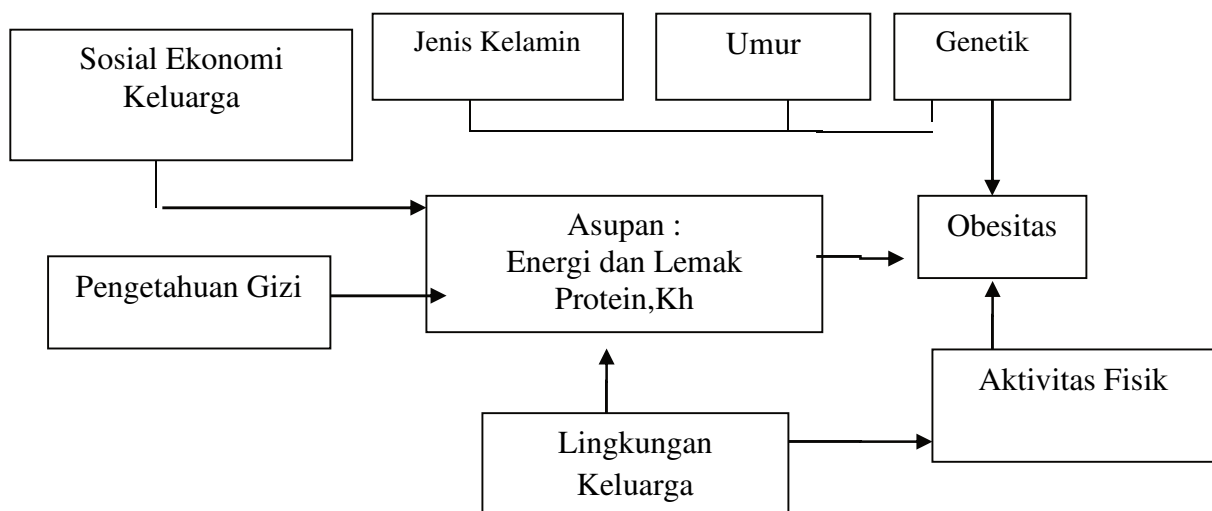 Sosial Ekonomi
Keluarga
Jenis Kelamin
Umur
Genetik
Asupan :
Energi dan Lemak
Protein,Kh
Obesitas
Pengetahuan Gizi
Aktivitas Fisik
Lingkungan
Keluarga